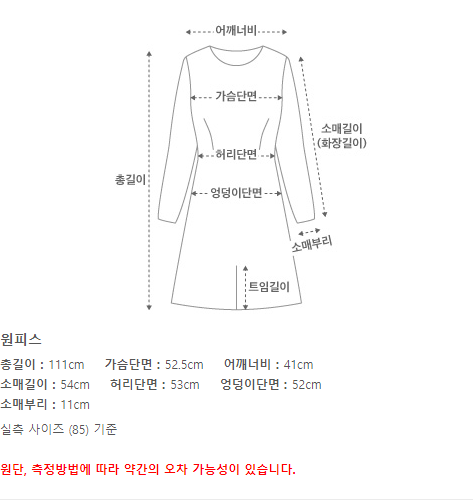 어깨너비
가슴단면
소매길이
(화장길이)
허리단면
총길이
엉덩이단면
소매부리
트임길이
원피스
총길이 : 111cm 가슴단면 : 52.5cm 어깨너비 : 41cm
소매길이 : 54cm 허리단면 : 53cm 엉덩이단면 : 52cm
소매부리 : 11cm
실측 사이즈 (85) 기준
원단, 측정방법에 따라 약간의 오차 가능성이 있습니다.